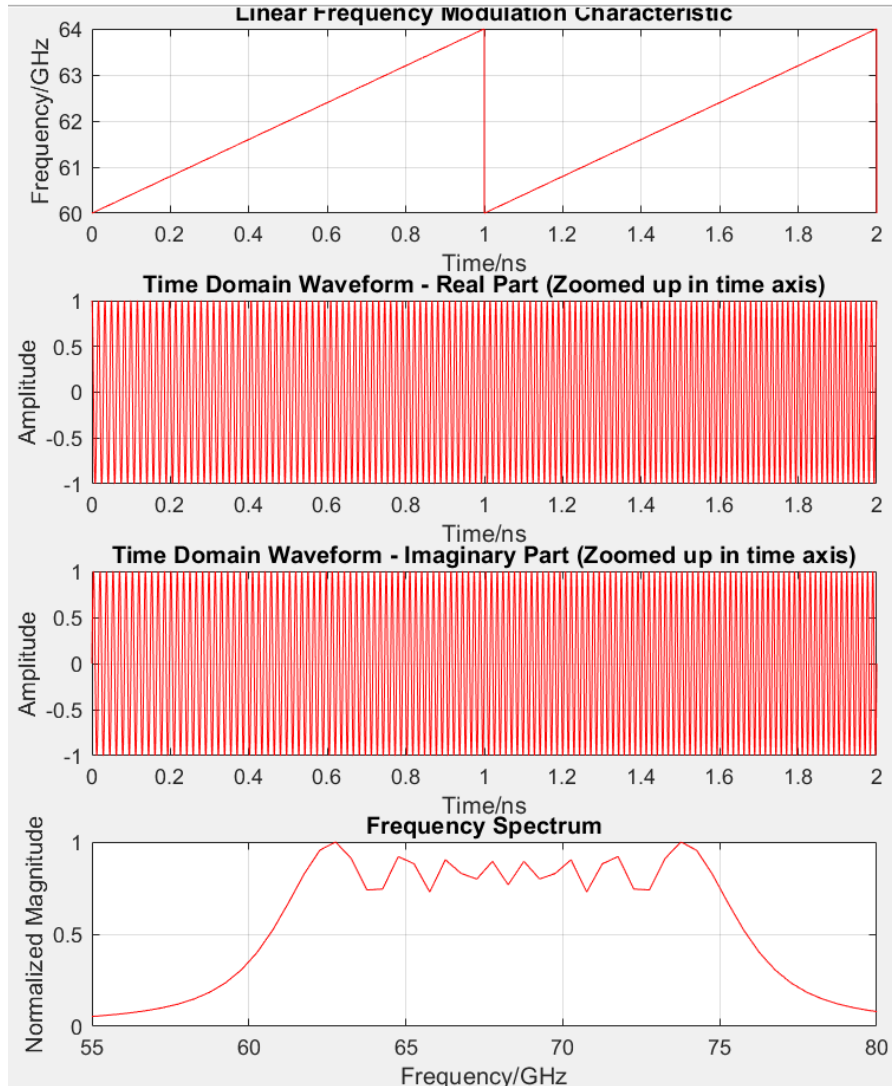 Linear Frequency Modulation Characteristic
64
63
62
61
60
Frequency/GHz
0 0.2 0.4 0.6 0.8 1 1.2 1.4 1.6 1.8 2
Time/ns
Time Domain Waveform - Real Part (Zoomed up in time axis)
1
0.5
0
-0.5
-1
Amplitude
0 0.2 0.4 0.6 0.8 1 1.2 1.4 1.6 1.8 2
Time/ns
Time Domain Waveform - Imaginary Part (Zoomed up in time axis)
1
0.5
0
-0.5
-1
Amplitude
0 0.2 0.4 0.6 0.8 1 1.2 1.4 1.6 1.8 2
Time/ns
Frequency Spectrum
1
0.5
0
Normalized Magnitude
55 60 65 70 75 80
Frequency/GHz